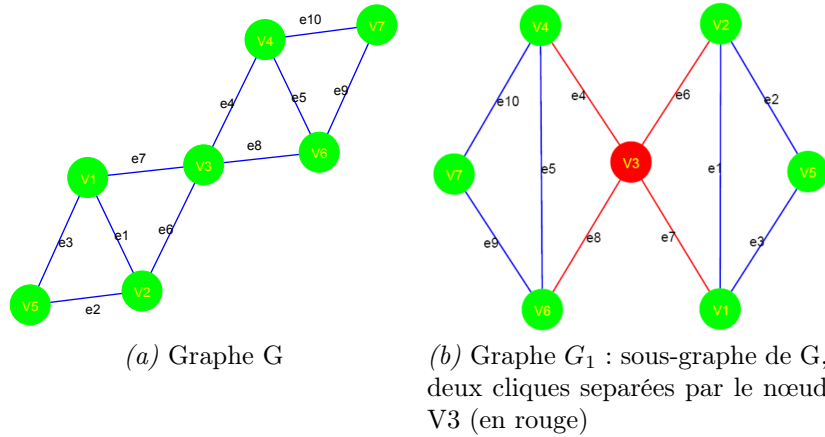 e10
V7
V4
e4
e5
e9
e8
V6
e7
V3
V1
e3
e1
e6
V2
V5
e2
(a) Graphe G
V4
V2
e10
e4
e6
e2
V3
V7
e5
e1
V5
e9
e8
e7
e3
V6
V1
(b) Graphe G₁ : sous-graphe de G,
deux cliques separées par le nœud
V3 (en rouge)